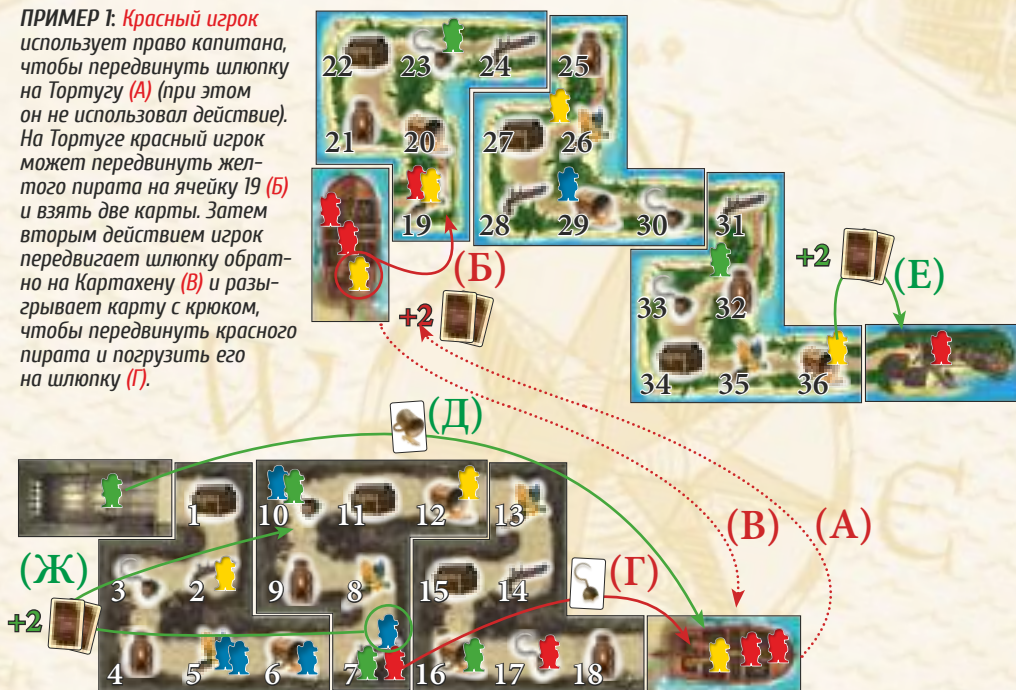 ПРИМЕР 1: Красный игрок
использует право капитана,
чтобы передвинуть шлюпку
на Тортугу (А) (при этом
он не использовал действие).
На Тортуге красный игрок
может передвинуть жел-
того пирата на ячейку 19 (Б)
и взять две карты. Затем
вторым действием игрок
передвигает шлюпку обрат-
но на Картахену (В) и разы-
грывает карту с крюком,
чтобы передвинуть красного
пирата и погрузить его
на шлюпку (Г).
22 23 24 25
21 20 27 26
19 28 29 30 31
(Б)
+2
+2 (Е)
33 32
34 35 36
(Д)
1 10 11 12 13
(В) (А)
(Ж)
3 2 9 8 15 14
(Г)
+2
4 5 6 7 16 17 18